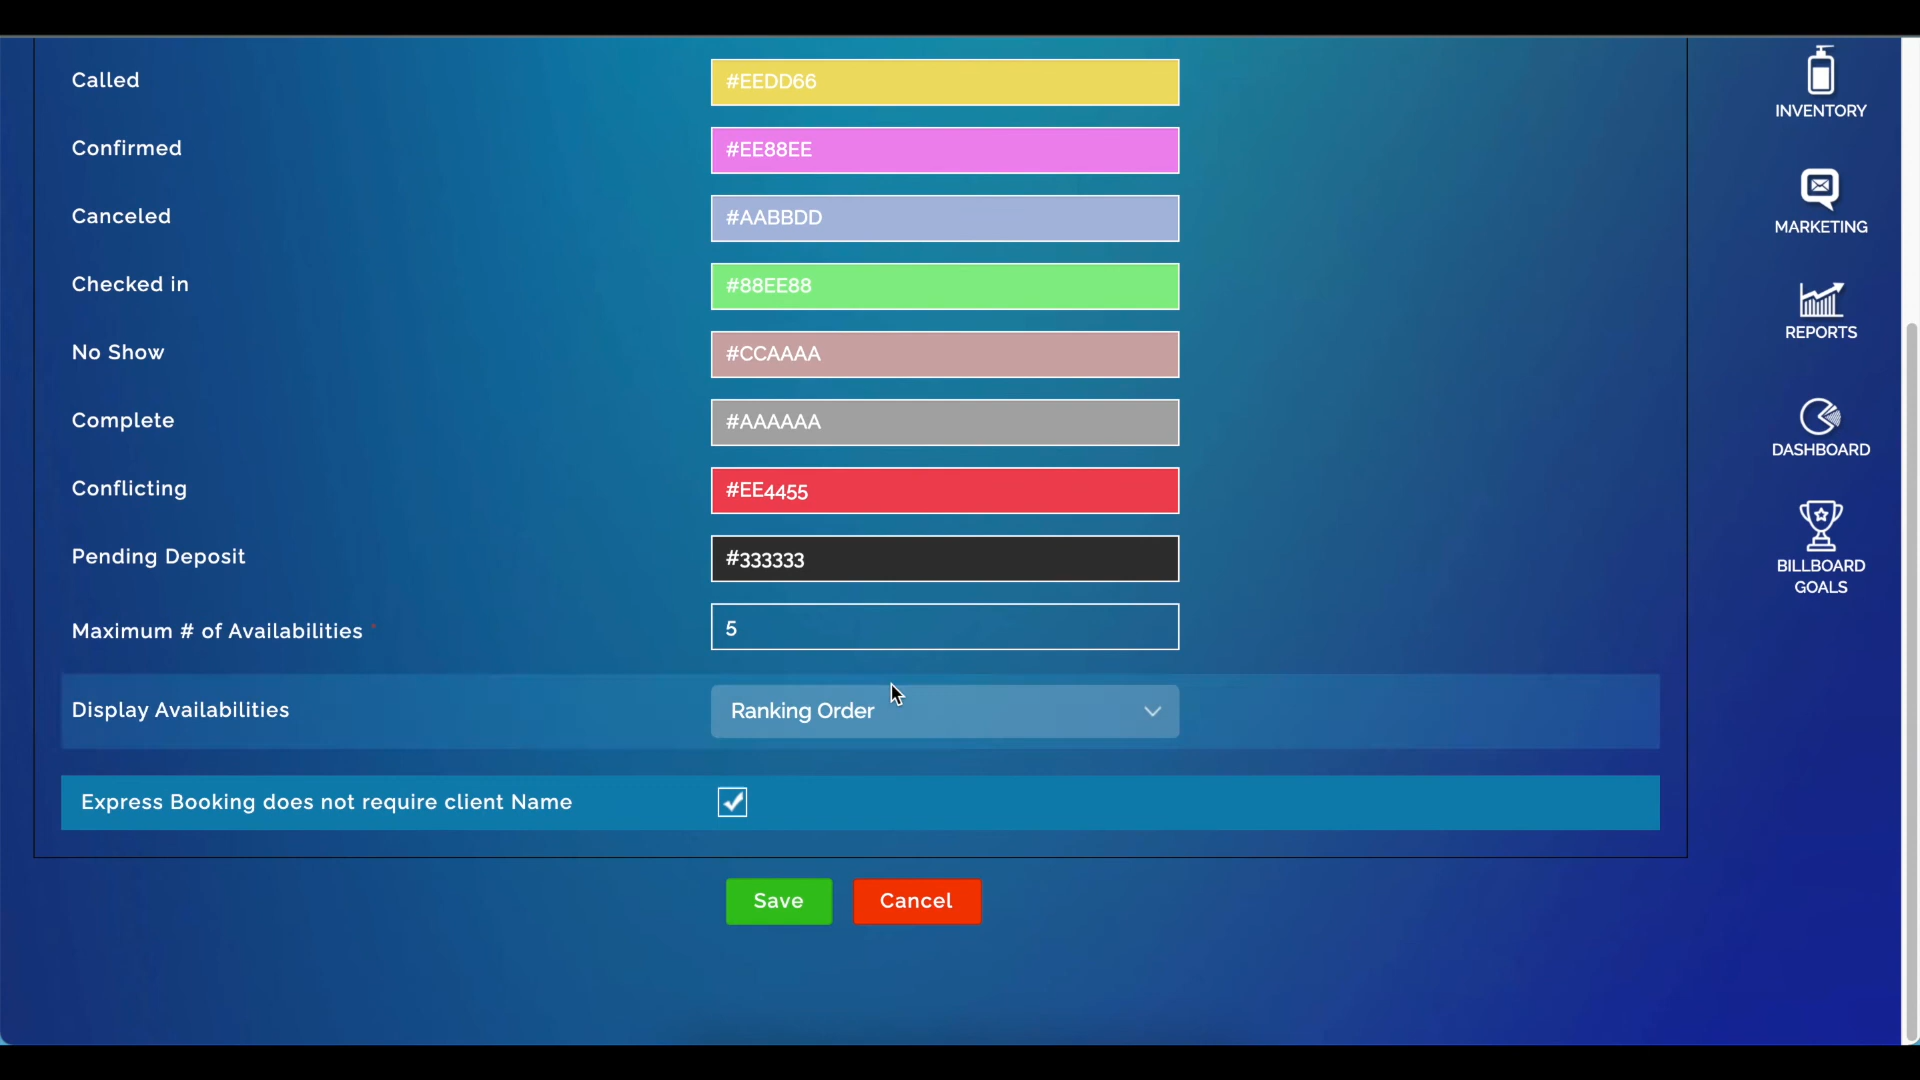 Called
#EEDD66
Confirmed
#EE88EE
Canceled
#AABBDD
Checked in
#88EE88
No Show
#CCAAAA
Complete
#AAAAAA
Conflicting
#EE4455
Pending Deposit
#333333
Maximum # of Availabilities *
5
Display Availabilities
Ranking Order
Express Booking does not require client Name
Save
Cancel
INVENTORY
MARKETING
REPORTS
DASHBOARD
BILLBOARD
GOALS